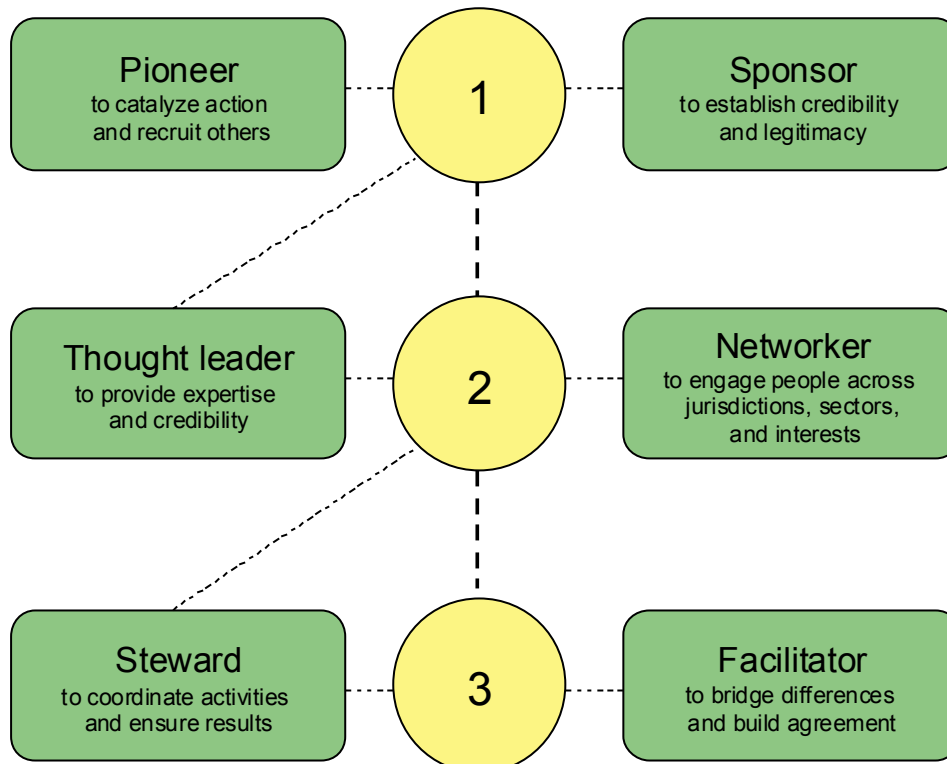 Pioneer
to catalyze action
and recruit others
1
Sponsor
to establish credibility
and legitimacy
Thought leader
to provide expertise
and credibility
2
Networker
to engage people across
jurisdictions, sectors,
and interests
Steward
to coordinate activities
and ensure results
3
Facilitator
to bridge differences
and build agreement